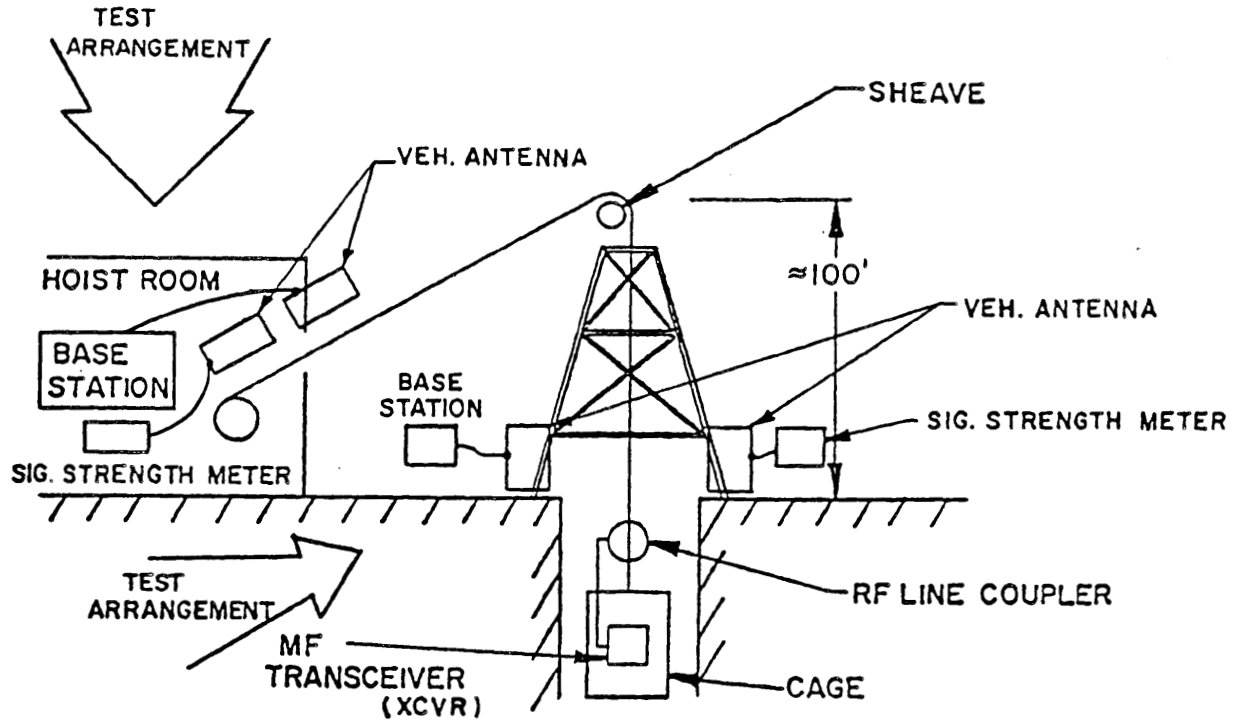 TEST
ARRANGEMENT
SHEAVE
VEH. ANTENNA
HOIST ROOM
≈100'
VEH. ANTENNA
BASE
STATION
BASE
STATION
SIG. STRENGTH METER
SIG. STRENGTH METER
TEST
ARRANGEMENT
RF LINE COUPLER
MF
TRANSCEIVER
(XCVR)
CAGE